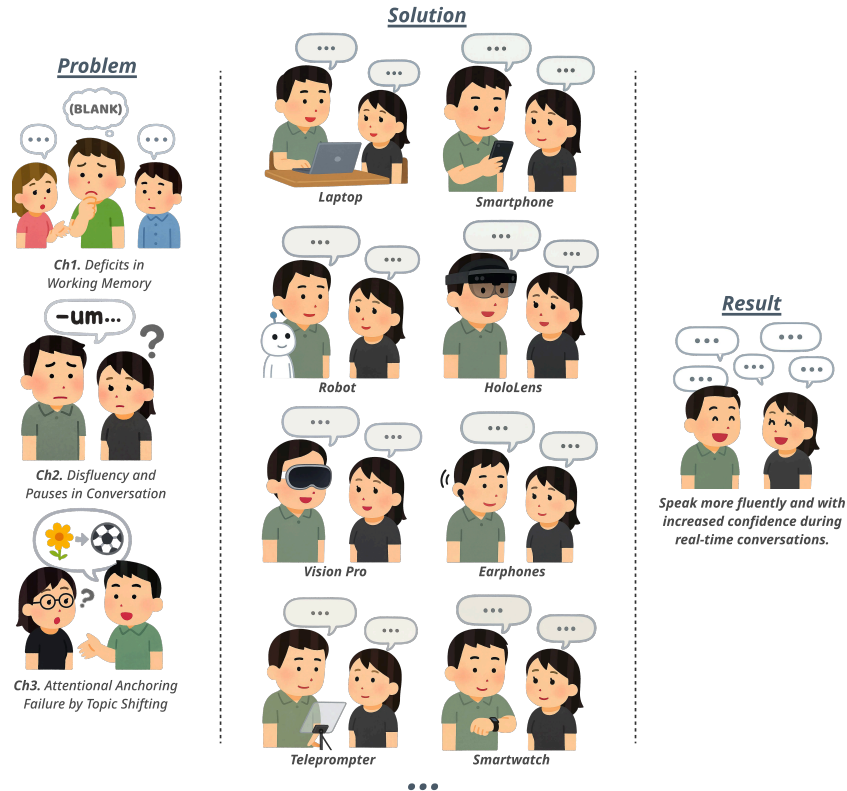 Problem
(BLANK)
Ch1. Deficits in
Working Memory
-um...
?
Ch2. Disfluency and
Pauses in Conversation
?
Ch3. Attentional Anchoring
Failure by Topic Shifting
Solution
...
...
Laptop
...
...
Smartphone
...
...
Robot
...
...
HoloLens
...
...
Vision Pro
...
...
Earphones
...
...
Teleprompter
...
...
Smartwatch
...
Result
Speak more fluently and with
increased confidence during
real-time conversations.